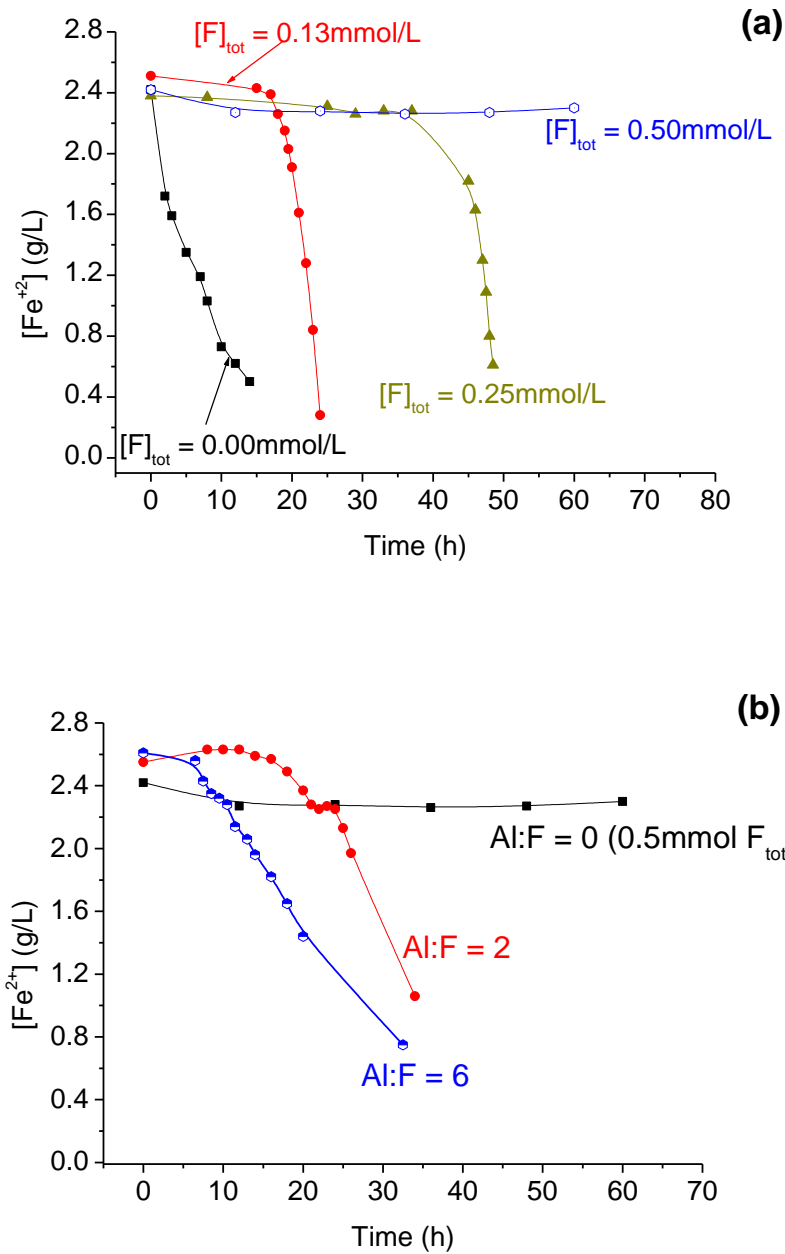 (a)
[F]tot = 0.13mmol/L
2.8
2.4
2.0
1.6
1.2
0.8
0.4
0.0
[Fe+2] (g/L)
[F]tot = 0.50mmol/L
[F]tot = 0.25mmol/L
[F]tot = 0.00mmol/L
0 10 20 30 40 50 60 70 80
Time (h)
(b)
2.8
2.4
2.0
1.6
1.2
0.8
0.4
0.0
[Fe2+] (g/L)
Al:F = 0 (0.5mmol Ftot
Al:F = 2
Al:F = 6
0 10 20 30 40 50 60 70
Time (h)